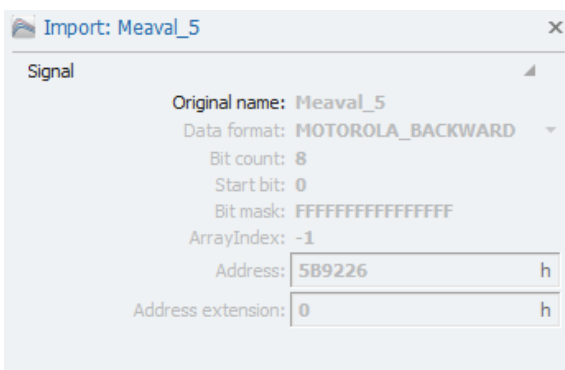 Import: Meaval_5 ×
Signal
Original name: Meaval_5
Data format: MOTOROLA_BACKWARD
Bit count: 8
Start bit: 0
Bit mask: FFFFFFFFFFFFFFFF
ArrayIndex: -1
Address: 5B9226 h
Address extension: 0 h